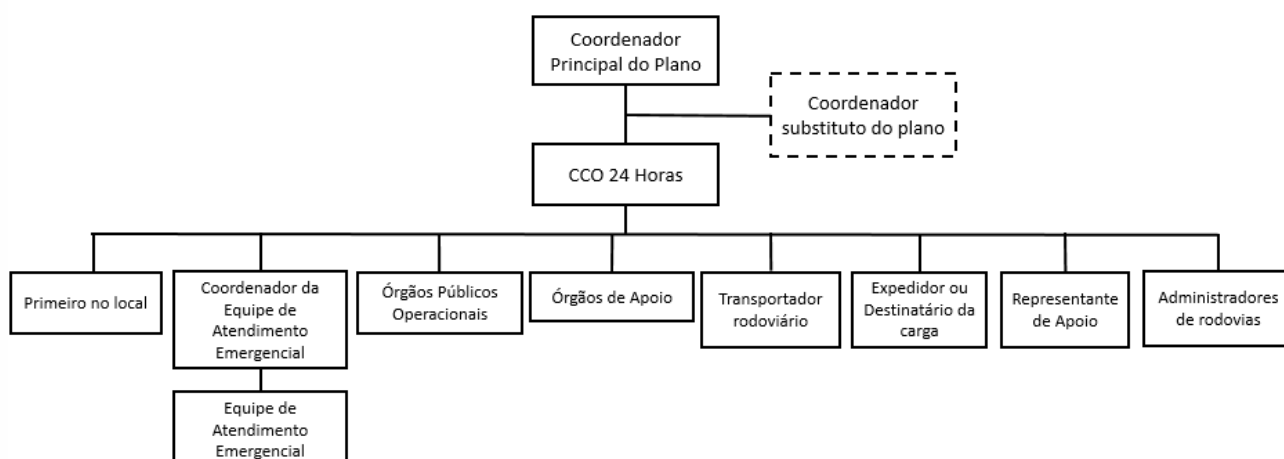 Coordenador
Principal do Plano
Coordenador
substituto do plano
CCO 24 Horas
Primeiro no local
Coordenador da
Equipe de
Atendimento
Emergencial
Órgãos Públicos
Operacionais
Órgãos de Apoio
Transportador
rodoviário
Expedidor ou
Destinatário da
carga
Representante
de Apoio
Administradores
de rodovias
Equipe de
Atendimento
Emergencial